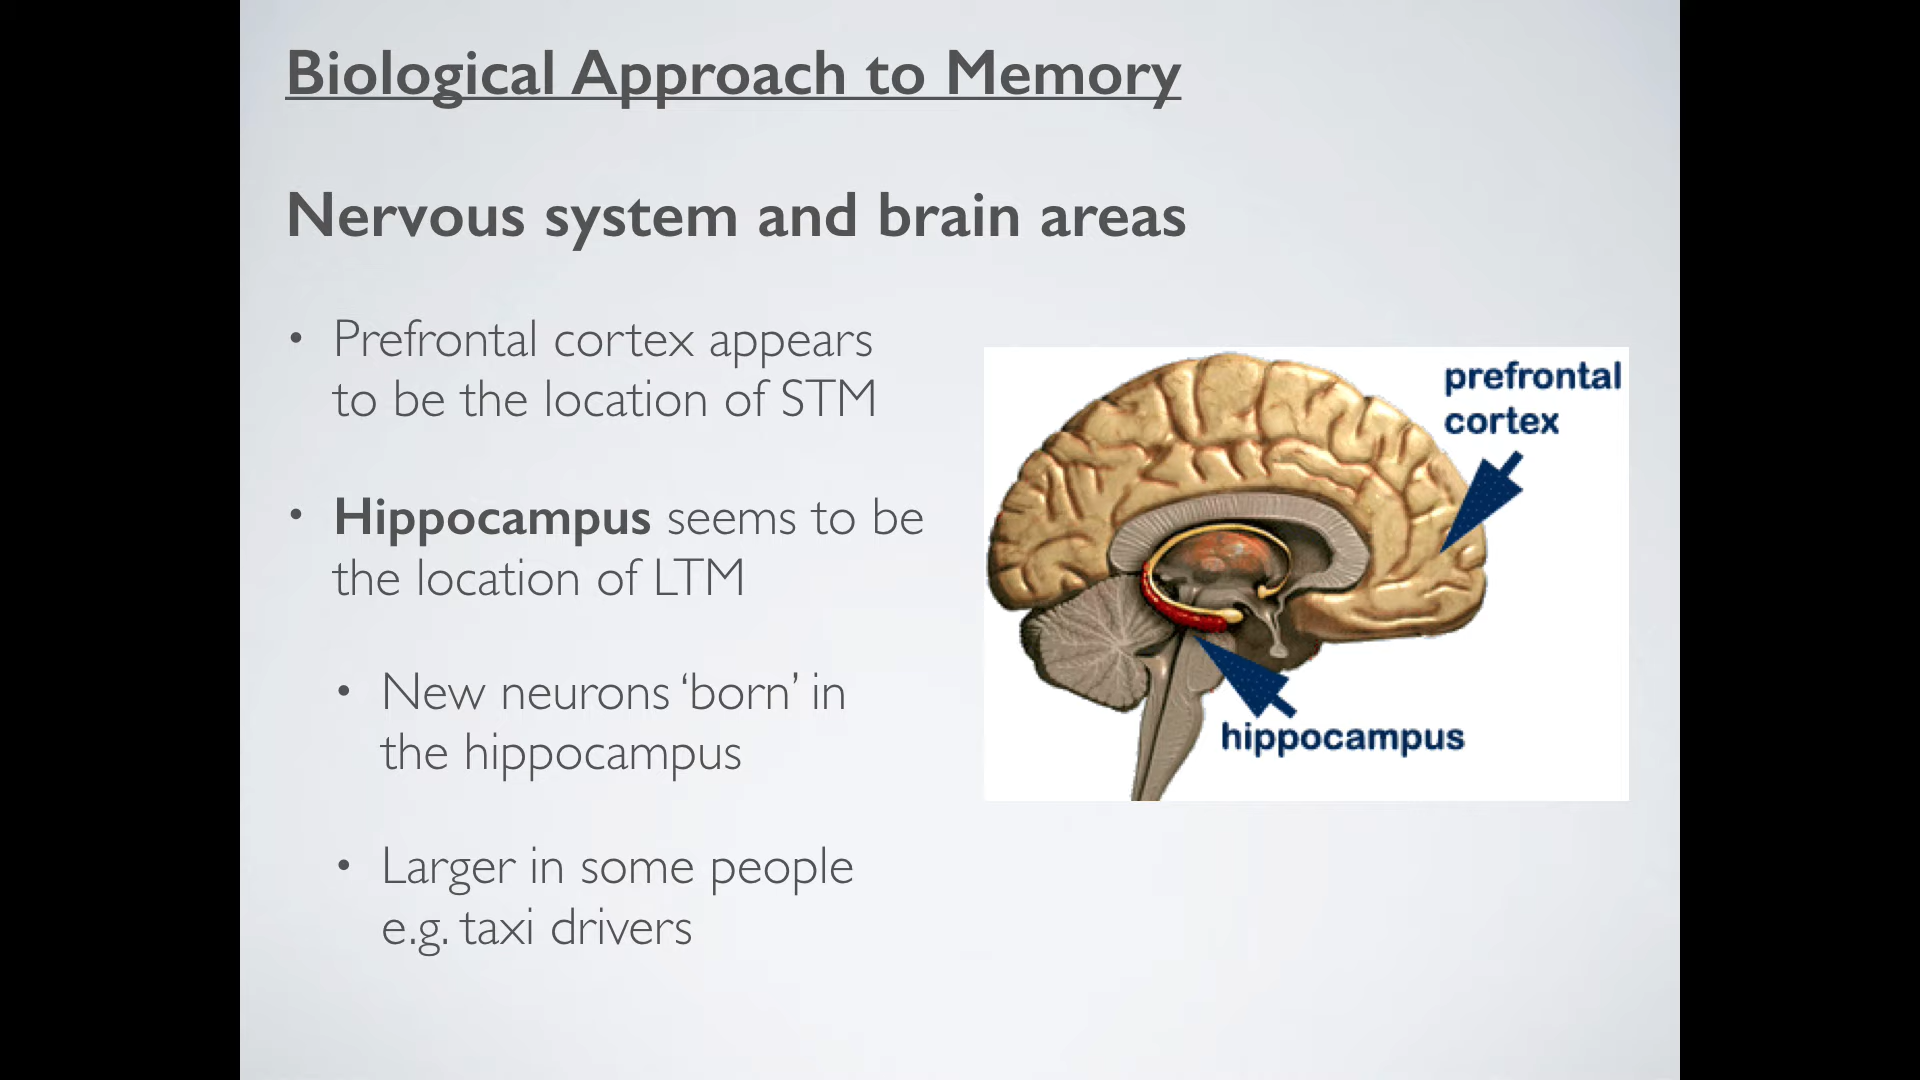 Biological Approach to Memory
Nervous system and brain areas
• Prefrontal cortex appears
to be the location of STM
• Hippocampus seems to be
the location of LTM
• New neurons ‘born’ in
the hippocampus
• Larger in some people
e.g. taxi drivers
prefrontal
cortex
hippocampus